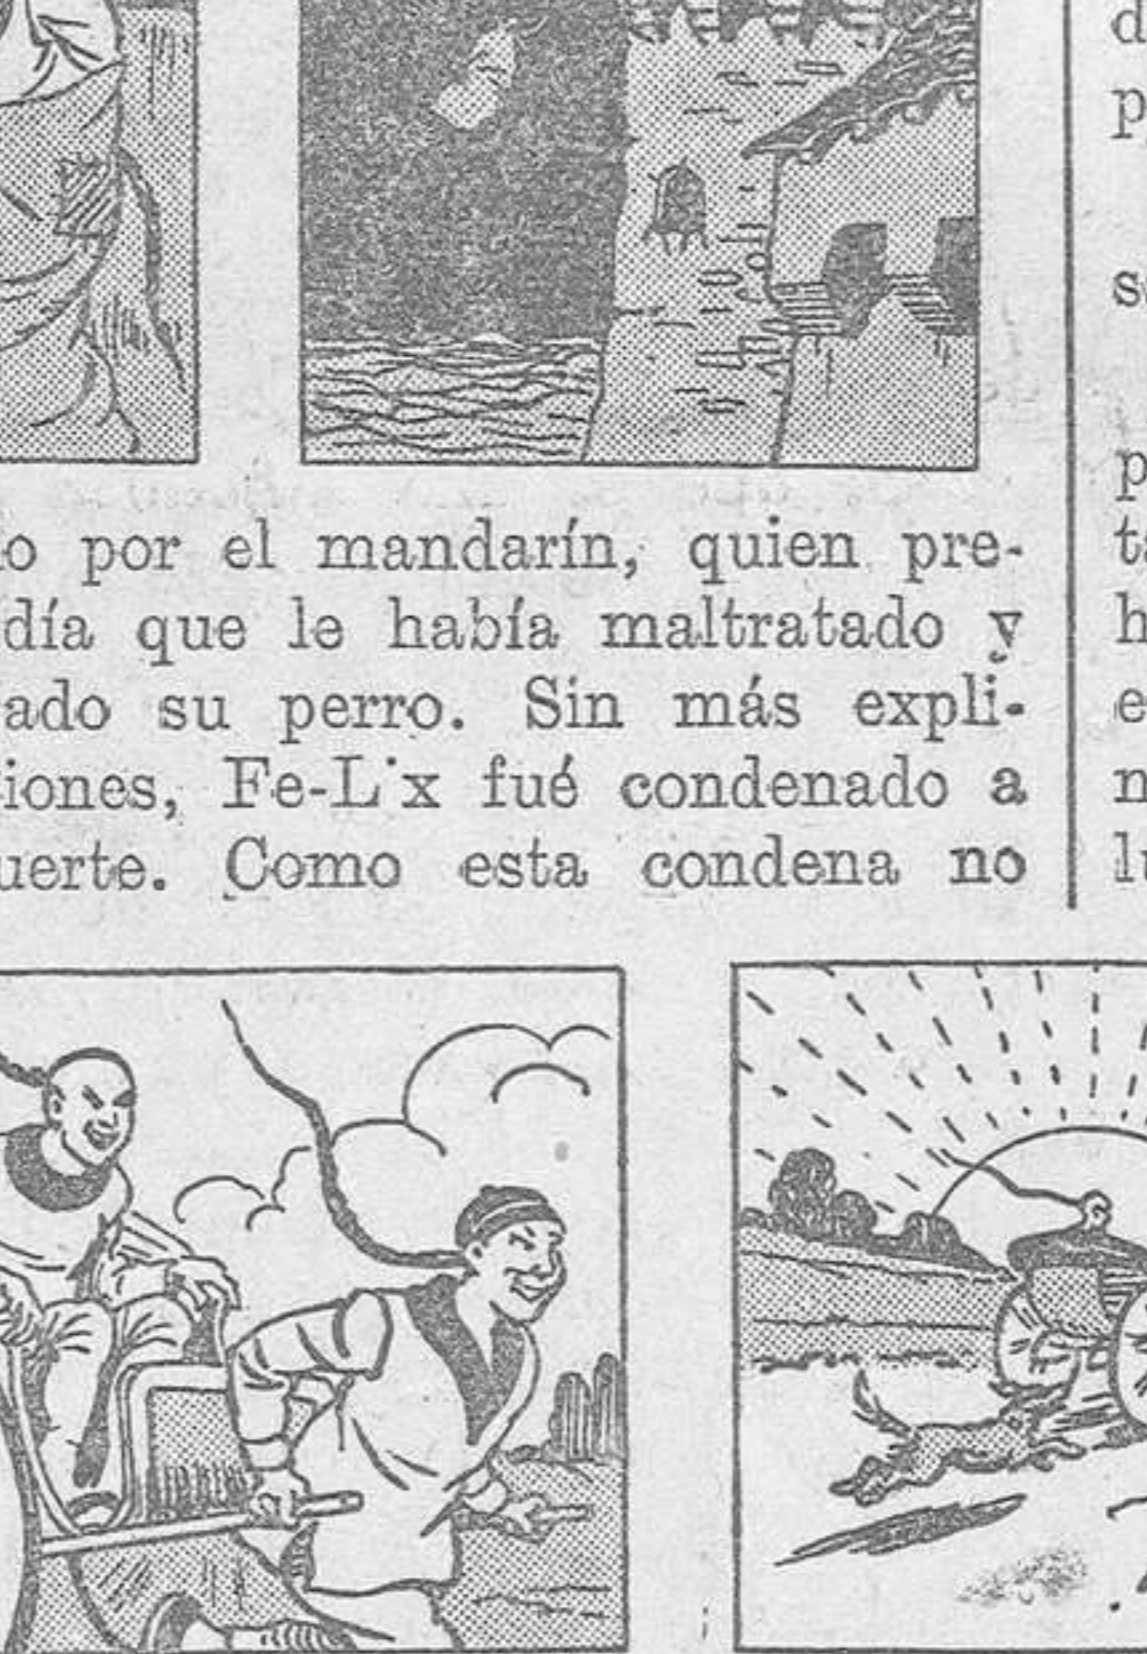 o por el mandarín, quien pre-
día que le había maltratado y
ado su perro. Sin más expli-
iones, Fe-L'x fué condenado a
uerte. Como esta condena no
d
p
s
p
t
h
e
n
lu